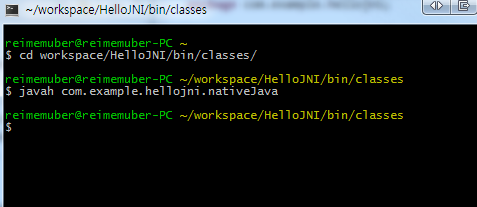 ~/workspace/HelloJNI/bin/classes
reimemuber@reimemuber-PC ~
$ cd workspace/HelloJNI/bin/classes/
reimemuber@reimemuber-PC ~/workspace/HelloJNI/bin/classes
$ javah com.example.hellojni.nativeJava
reimemuber@reimemuber-PC ~/workspace/HelloJNI/bin/classes
$